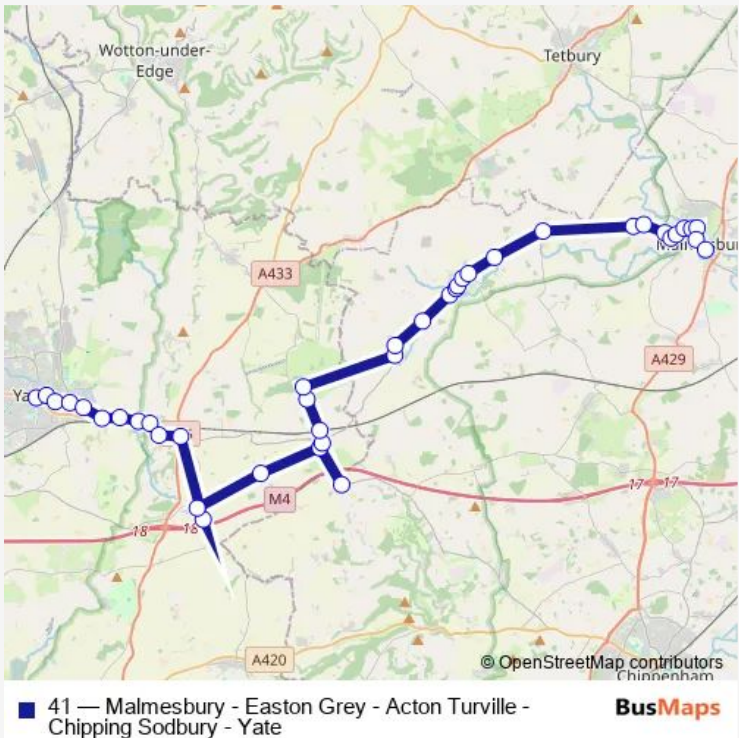 Wotton-under-
Edge
Tetbury
A433
A429
M4
17
17
18
18
A420
© OpenStreetMap contributors
Chippenham
41 — Malmesbury - Easton Grey - Acton Turville -
Chipping Sodbury - Yate
BusMaps